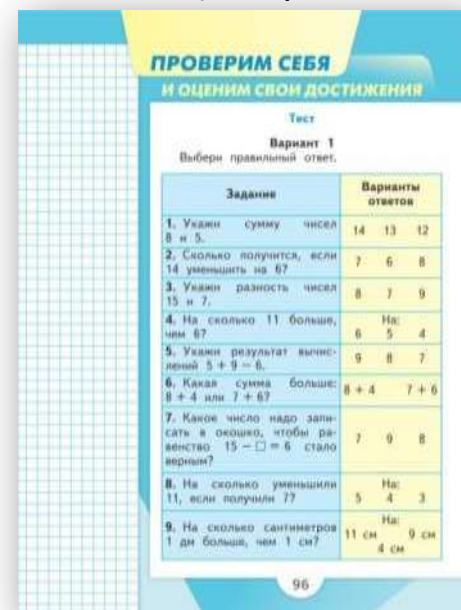 ПРОВЕРИМ СЕБЯ
И ОЦЕНИМ СВОИ ДОСТИЖЕНИЯ
Тест
Вариант 1
Выбери правильный ответ.
Задание
Варианты
ответов
1. Укажи сумму чисел
8 и 5.
14 13 12
2. Сколько получится, если
14 уменьшить на 6?
7 6 8
3. Укажи разность чисел
15 и 7.
8 7 9
4. На сколько 11 больше,
чем 6?
На:
6 5 4
5. Укажи результат вычис-
лений 5 + 9 − 6.
9 8 7
6. Какая сумма больше:
8 + 4 или 7 + 6?
8 + 4 7 + 6
7. Какое число надо запи-
сать в окошко, чтобы ра-
венство 15 − □ = 6 стало
верным?
7 9 8
8. На сколько уменьшили
11, если получили 7?
На:
5 4 3
9. На сколько сантиметров
1 дм больше, чем 1 см?
На:
11 см 9 см
4 см
96